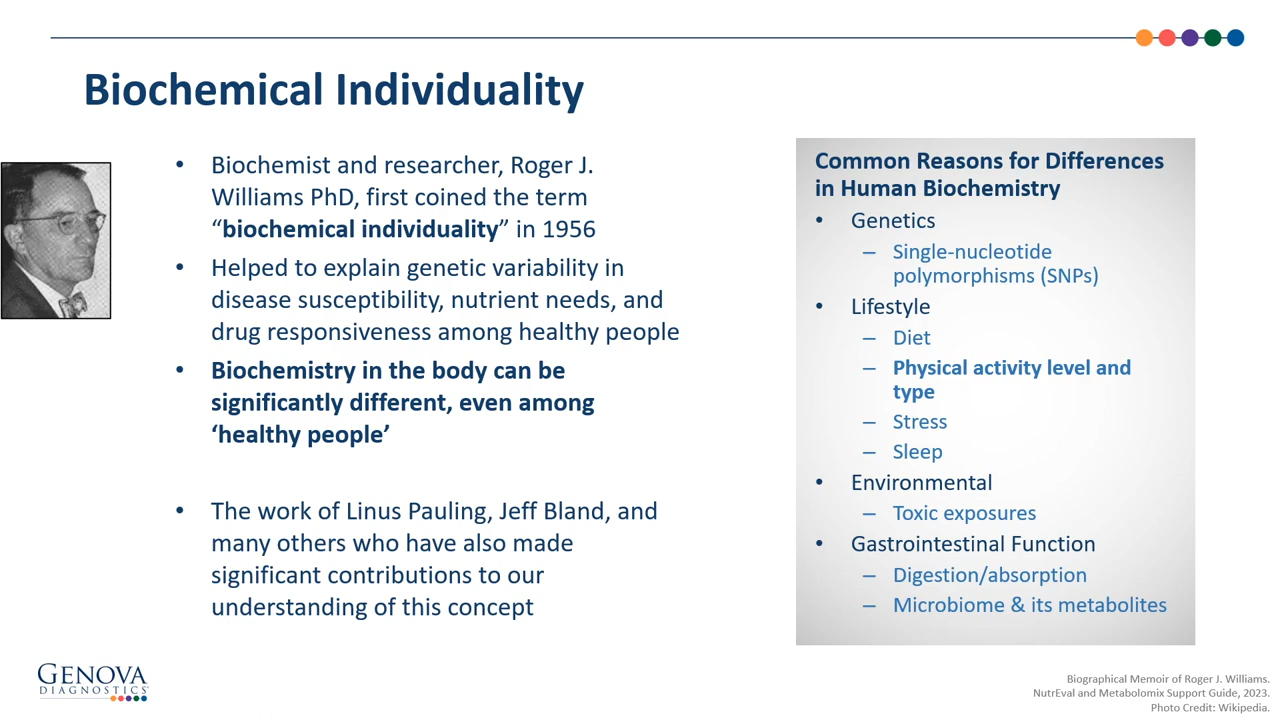 Biochemical Individuality
• Biochemist and researcher, Roger J.
Williams PhD, first coined the term
“biochemical individuality” in 1956
• Helped to explain genetic variability in
disease susceptibility, nutrient needs, and
drug responsiveness among healthy people
• Biochemistry in the body can be
significantly different, even among
‘healthy people’
• The work of Linus Pauling, Jeff Bland, and
many others who have also made
significant contributions to our
understanding of this concept
Common Reasons for Differences
in Human Biochemistry
• Genetics
– Single-nucleotide
polymorphisms (SNPs)
• Lifestyle
– Diet
– Physical activity level and
type
– Stress
– Sleep
• Environmental
– Toxic exposures
• Gastrointestinal Function
– Digestion/absorption
– Microbiome & its metabolites
GENOVA
DIAGNOSTICS
Biographical Memoir of Roger J. Williams.
NutrEval and Metabolomix Support Guide, 2023.
Photo Credit: Wikipedia.